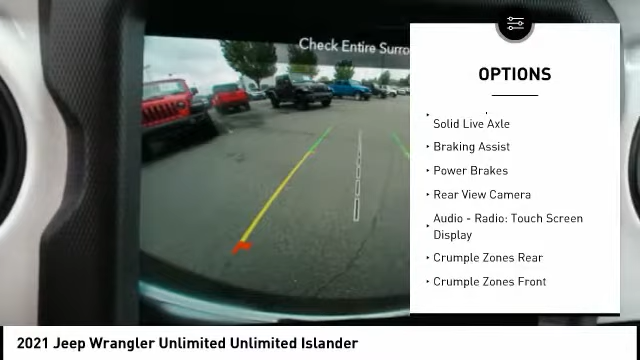 Check Entire Surro
OPTIONS
Solid Live Axle
Braking Assist
Power Brakes
Rear View Camera
Audio - Radio: Touch Screen
Display
Crumple Zones Rear
Crumple Zones Front
2021 Jeep Wrangler Unlimited Unlimited Islander